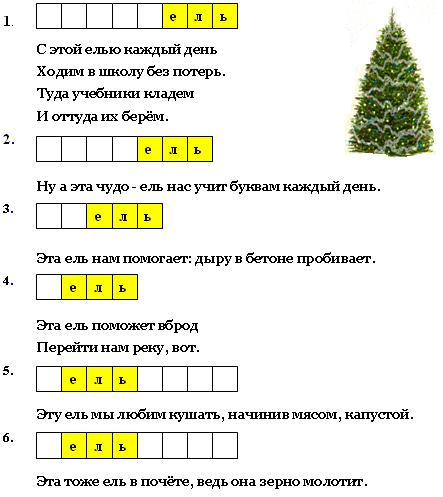 1. е л ь
С этой елью каждый день
Ходим в школу без потерь.
Туда учебники кладем
И оттуда их берём.
2. е л ь
Ну а эта чудо - ель нас учит буквам каждый день.
3. е л ь
Эта ель нам помогает: дыру в бетоне пробивает.
4. е л ь
Эта ель поможет вброд
Перейти нам реку, вот.
5. е л ь
Эту ель мы любим кушать, начинив мясом, капустой.
6. е л ь
Эта тоже ель в почёте, ведь она зерно молотит.